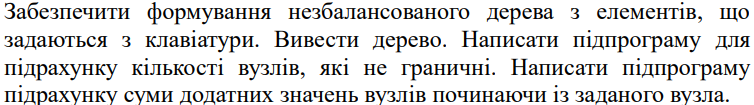 Забезпечити формування незбалансованого дерева з елементів, що
задаються з клавіатури. Вивести дерево. Написати підпрограму для
підрахунку кількості вузлів, які не граничні. Написати підпрограму
підрахунку суми додатних значень вузлів починаючи із заданого вузла.